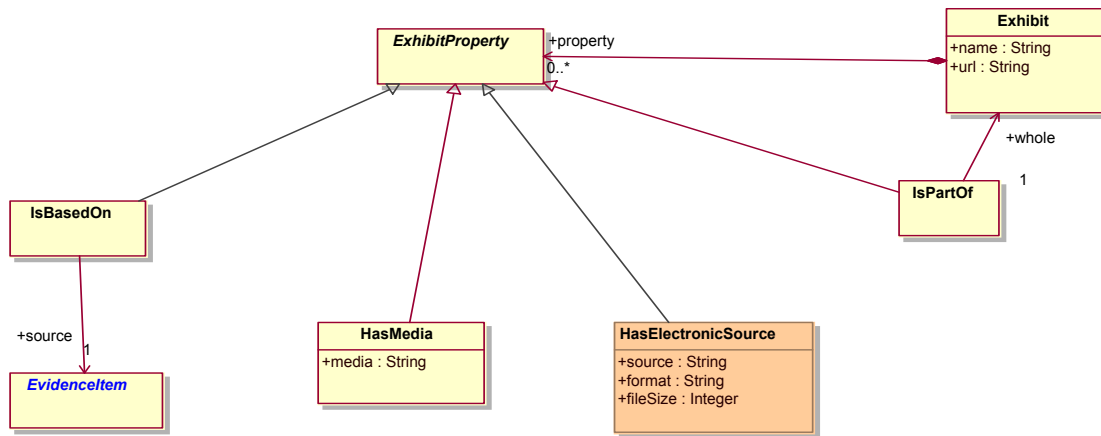 Exhibit
+name : String
+url : String
ExhibitProperty
+property
0..*
+whole
1
IsPartOf
IsBasedOn
+source
1
EvidenceItem
HasMedia
+media : String
HasElectronicSource
+source : String
+format : String
+fileSize : Integer